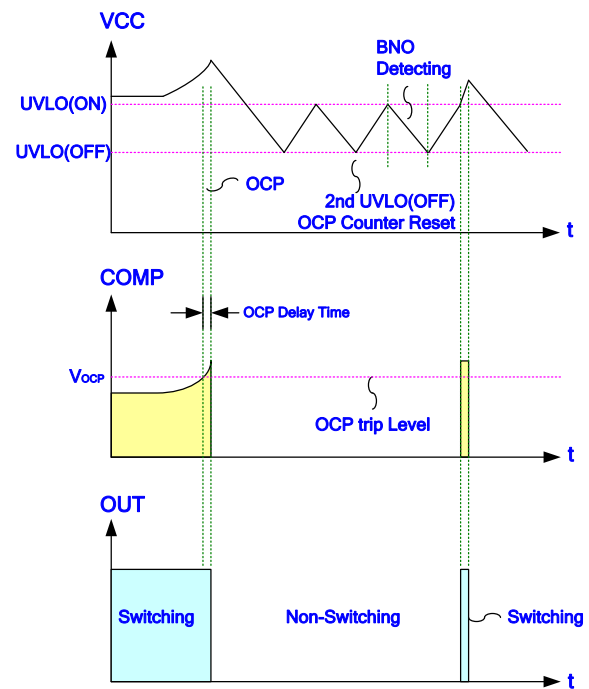 VCC
BNO
Detecting
UVLO(ON)
UVLO(OFF)
OCP
2nd UVLO(OFF)
OCP Counter Reset
t
COMP
OCP Delay Time
VOCP
OCP trip Level
t
OUT
Switching
Non-Switching
Switching
t